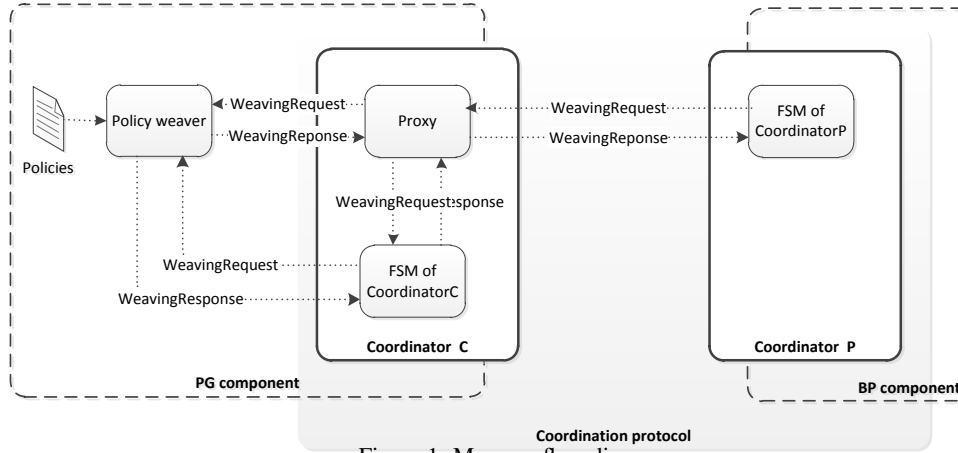 WeavingRequest
WeavingRequest
Policy weaver
Proxy
FSM of
CoordinatorP
WeavingReponse
WeavingReponse
Policies
WeavingRequest
sponse
WeavingRequest
FSM of
CoordinatorC
WeavingResponse
Coordinator C
Coordinator P
PG component
BP component
Coordination protocol